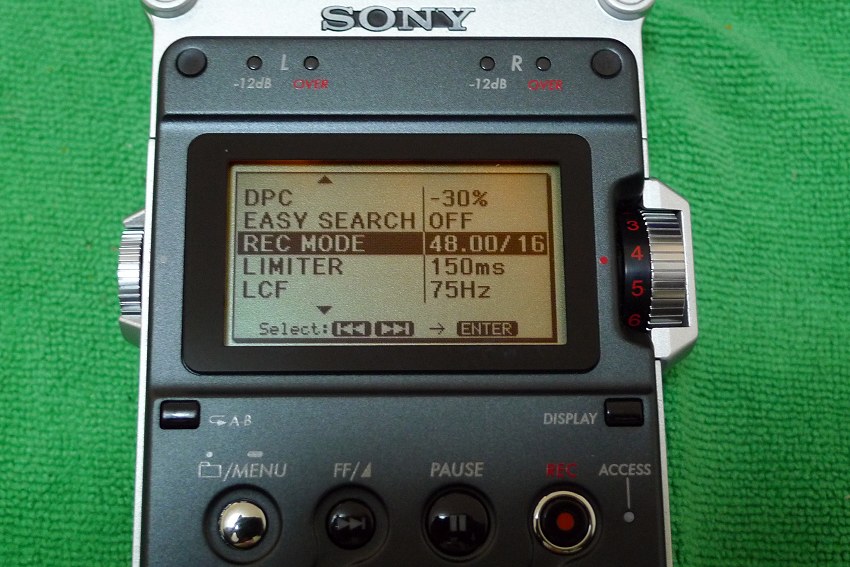 SONY
L R
-12dB OVER -12dB OVER
DPC -30%
EASY SEARCH OFF
REC MODE 48.00/16
LIMITER 150ms
LCF 75Hz
Select: → ENTER
3
4
5
6
A-B DISPLAY
/MENU FF/ PAUSE REC ACCESS